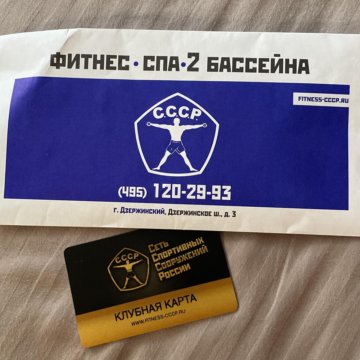 ФИТНЕС • СПА • 2 БАССЕЙНА
FITNESS-CCCP.RU
С.С.С.Р.
(495) 120-29-93
г. Дзержинский, Дзержинское ш., д. 3
С.С.С.Р.
Сеть
Спортивных
Сооружений
России
КЛУБНАЯ КАРТА
WWW.FITNESS-CCCP.RU